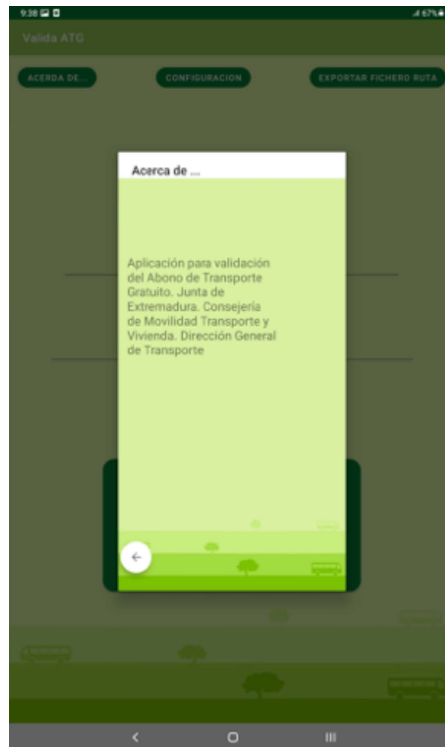 9:38
67%
Valida ATG
ACERDA DE...
CONFIGURACION
EXPORTAR FICHERO RUTA
Acerca de ...
Aplicación para validación
del Abono de Transporte
Gratuito. Junta de
Extremadura. Consejería
de Movilidad Transporte y
Vivienda. Dirección General
de Transporte